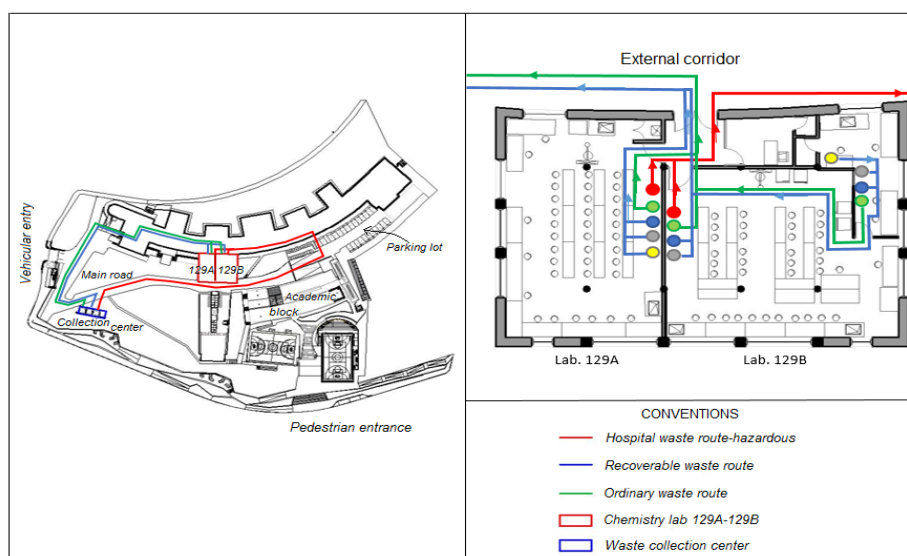 Vehicular entry
Main road
129A 129B
Parking lot
Academic
block
Collection
center
Pedestrian entrance
External corridor
Lab. 129A
Lab. 129B
CONVENTIONS
Hospital waste route-hazardous
Recoverable waste route
Ordinary waste route
Chemistry lab 129A-129B
Waste collection center